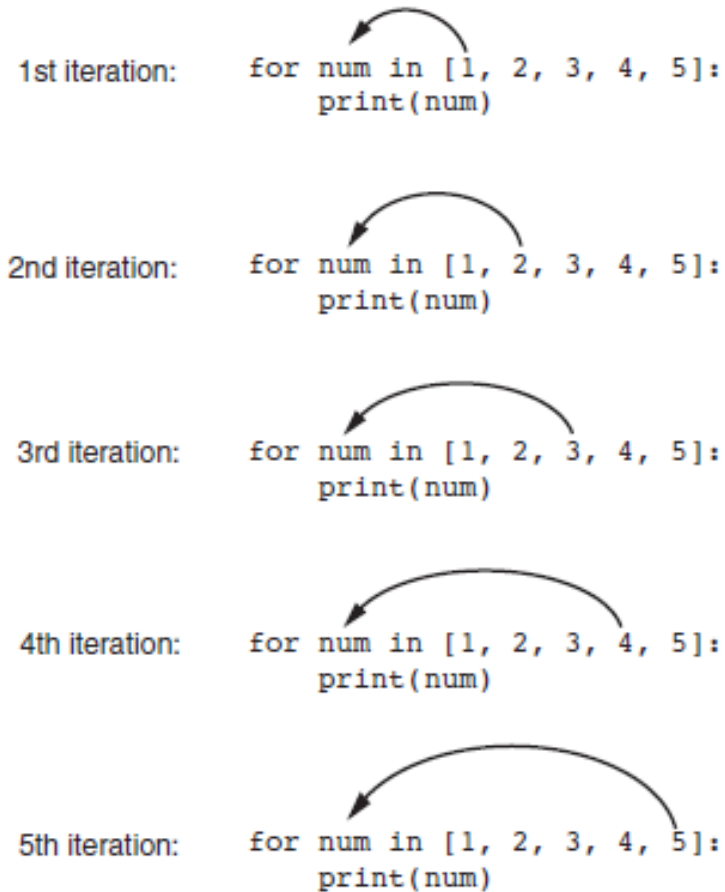 1st iteration: for num in [1, 2, 3, 4, 5]:
print(num)
2nd iteration: for num in [1, 2, 3, 4, 5]:
print(num)
3rd iteration: for num in [1, 2, 3, 4, 5]:
print(num)
4th iteration: for num in [1, 2, 3, 4, 5]:
print(num)
5th iteration: for num in [1, 2, 3, 4, 5]:
print(num)